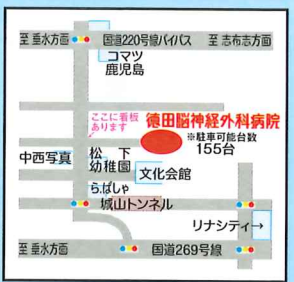 至 垂水方面 国道220号線バイパス 至 志布志方面
コマツ
鹿児島
ここに看板
あります
徳田脳神経外科病院
※駐車可能台数
155台
中西写真
松下
幼稚園
文化会館
らぱしゃ
城山トンネル
リナシティ→
至 垂水方面 国道269号線